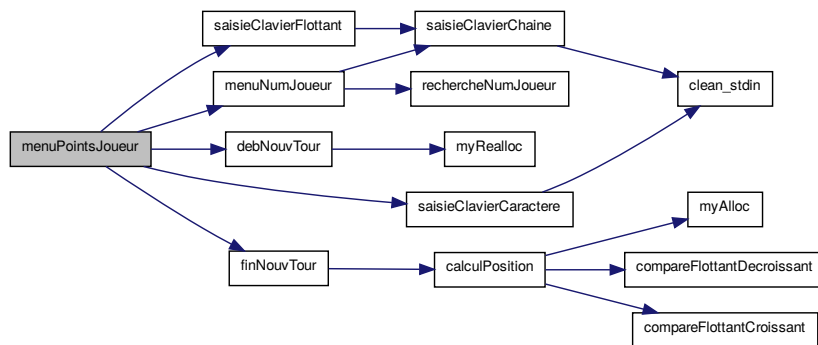 saisieClavierFlottant
saisieClavierChaine
menuNumJoueur
rechercheNumJoueur
clean_stdin
menuPointsJoueur
debNouvTour
myRealloc
saisieClavierCaractere
myAlloc
finNouvTour
calculPosition
compareFlottantDecroissant
compareFlottantCroissant